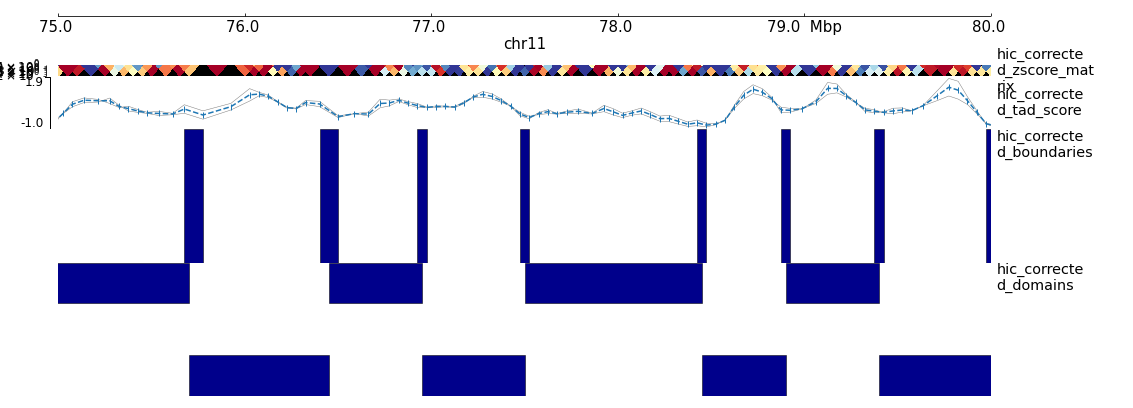 75.0 76.0 77.0 78.0 79.0 Mbp 80.0
chr11
hic_correcte
d_zscore_mat
rix
1.9
hic_correcte
d_tad_score
-1.0
hic_correcte
d_boundaries
hic_correcte
d_domains